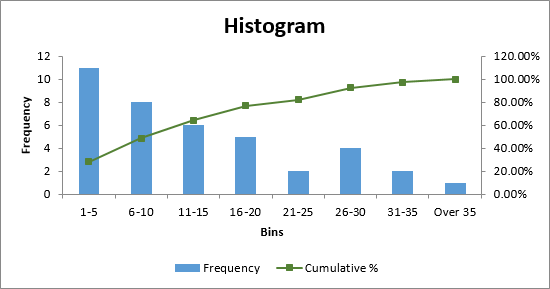 Histogram
12 120.00%
10 100.00%
8 80.00%
6 60.00%
4 40.00%
2 20.00%
0 0.00%
Frequency
1-5 6-10 11-15 16-20 21-25 26-30 31-35 Over 35
Bins
Frequency Cumulative %